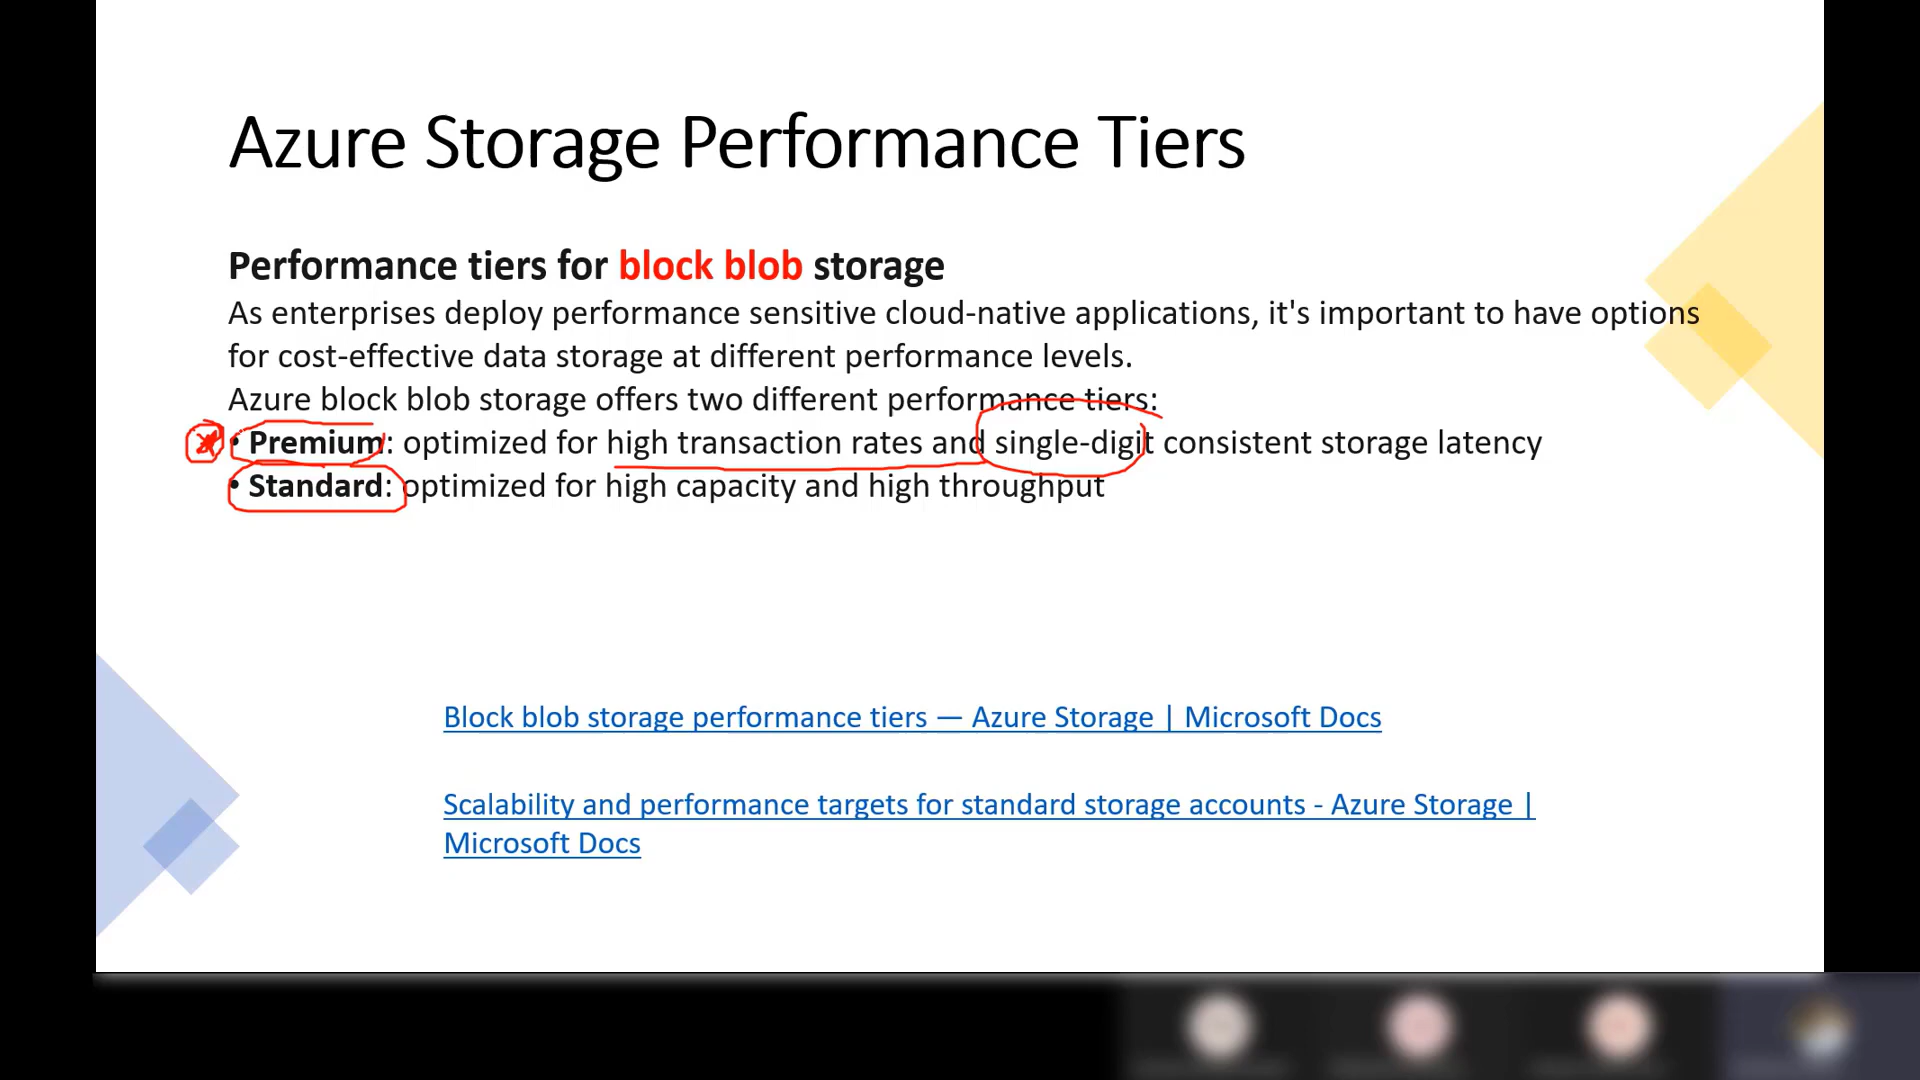 Azure Storage Performance Tiers
Performance tiers for block blob storage
As enterprises deploy performance sensitive cloud-native applications, it's important to have options
for cost-effective data storage at different performance levels.
Azure block blob storage offers two different performance tiers:
• Premium: optimized for high transaction rates and single-digit consistent storage latency
• Standard: optimized for high capacity and high throughput
Block blob storage performance tiers — Azure Storage | Microsoft Docs
Scalability and performance targets for standard storage accounts - Azure Storage |
Microsoft Docs